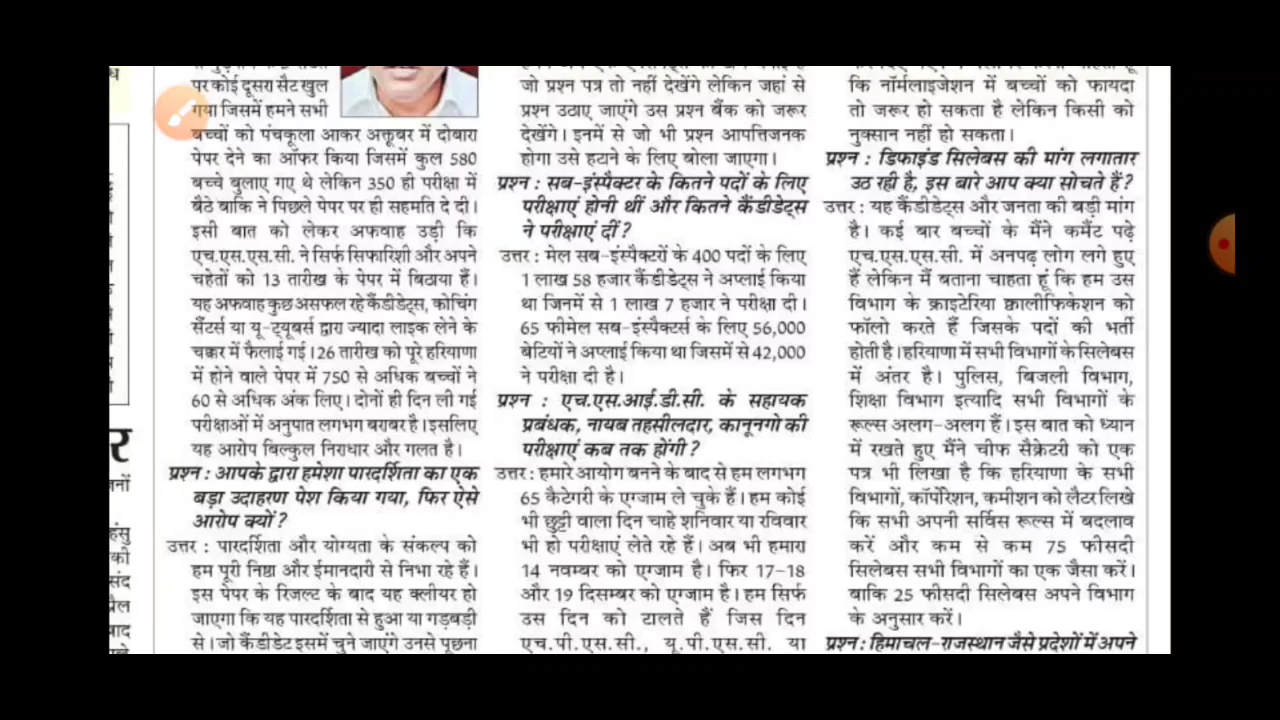 पर कोई दूसरा सैट खुल
गया जिसमें हमने सभी
बच्चों को पंचकूला आकर अक्तूबर में दोबारा
पेपर देने का ऑफर किया जिसमें कुल 580
बच्चे बुलाए गए थे लेकिन 350 ही परीक्षा में
बैठे बाकि ने पिछले पेपर पर ही सहमति दे दी।
इसी बात को लेकर अफवाह उड़ी कि
एच.एस.एस.सी. ने सिर्फ सिफारिशी और अपने
चहेतों को 13 तारीख के पेपर में बिठाया हैं।
यह अफवाह कुछ असफल रहे कैंडीडेट्स, कोचिंग
सैंटर्स या यू-ट्यूबर्स द्वारा ज्यादा लाइक लेने के
चक्कर में फैलाई गई। 26 तारीख को पूरे हरियाणा
में होने वाले पेपर में 750 से अधिक बच्चों ने
60 से अधिक अंक लिए। दोनों ही दिन ली गई
परीक्षाओं में अनुपात लगभग बराबर है। इसलिए
यह आरोप बिल्कुल निराधार और गलत है।
प्रश्न : आपके द्वारा हमेशा पारदर्शिता का एक
बड़ा उदाहरण पेश किया गया, फिर ऐसे
आरोप क्यों?
उत्तर : पारदर्शिता और योग्यता के संकल्प को
हम पूरी निष्ठा और ईमानदारी से निभा रहे हैं।
इस पेपर के रिजल्ट के बाद यह क्लीयर हो
जाएगा कि यह पारदर्शिता से हुआ या गड़बड़ी
से। जो कैंडीडेट इसमें चुने जाएंगे उनसे पूछना
जो प्रश्न पत्र तो नहीं देखेंगे लेकिन जहां से
प्रश्न उठाए जाएंगे उस प्रश्न बैंक को जरूर
देखेंगे। इनमें से जो भी प्रश्न आपत्तिजनक
होगा उसे हटाने के लिए बोला जाएगा।
प्रश्न : सब-इंस्पैक्टर के कितने पदों के लिए
परीक्षाएं होनी थीं और कितने कैंडीडेट्स
ने परीक्षाएं दीं?
उत्तर : मेल सब-इंस्पैक्टरों के 400 पदों के लिए
1 लाख 58 हजार कैंडीडेट्स ने अप्लाई किया
था जिनमें से 1 लाख 7 हजार ने परीक्षा दी।
65 फीमेल सब-इंस्पैक्टर्स के लिए 56,000
बेटियों ने अप्लाई किया था जिसमें से 42,000
ने परीक्षा दी है।
प्रश्न : एच.एस.आई.डी.सी. के सहायक
प्रबंधक, नायब तहसीलदार, कानूनगो की
परीक्षाएं कब तक होंगी?
उत्तर : हमारे आयोग बनने के बाद से हम लगभग
65 कैटेगरी के एग्जाम ले चुके हैं। हम कोई
भी छुट्टी वाला दिन चाहे शनिवार या रविवार
भी हो परीक्षाएं लेते रहे हैं। अब भी हमारा
14 नवम्बर को एग्जाम है। फिर 17-18
और 19 दिसम्बर को एग्जाम है। हम सिर्फ
उस दिन को टालते हैं जिस दिन
एच.पी.एस.सी., यू.पी.एस.सी. या
कि नॉर्मलाइजेशन में बच्चों को फायदा
तो जरूर हो सकता है लेकिन किसी को
नुक्सान नहीं हो सकता।
प्रश्न : डिफाइंड सिलेबस की मांग लगातार
उठ रही है, इस बारे आप क्या सोचते हैं?
उत्तर : यह कैंडीडेट्स और जनता की बड़ी मांग
है। कई बार बच्चों के मैंने कमैंट पढ़े
एच.एस.एस.सी. में अनपढ़ लोग लगे हुए
हैं लेकिन मैं बताना चाहता हूं कि हम उस
विभाग के क्राइटेरिया क्वालीफिकेशन को
फॉलो करते हैं जिसके पदों की भर्ती
होती है। हरियाणा में सभी विभागों के सिलेबस
में अंतर है। पुलिस, बिजली विभाग,
शिक्षा विभाग इत्यादि सभी विभागों के
रूल्स अलग-अलग हैं। इस बात को ध्यान
में रखते हुए मैंने चीफ सैक्रेटरी को एक
पत्र भी लिखा है कि हरियाणा के सभी
विभागों, कॉर्पोरेशन, कमीशन को लैटर लिखे
कि सभी अपनी सर्विस रूल्स में बदलाव
करें और कम से कम 75 फीसदी
सिलेबस सभी विभागों का एक जैसा करें।
बाकि 25 फीसदी सिलेबस अपने विभाग
के अनुसार करें।
प्रश्न : हिमाचल-राजस्थान जैसे प्रदेशों में अपने